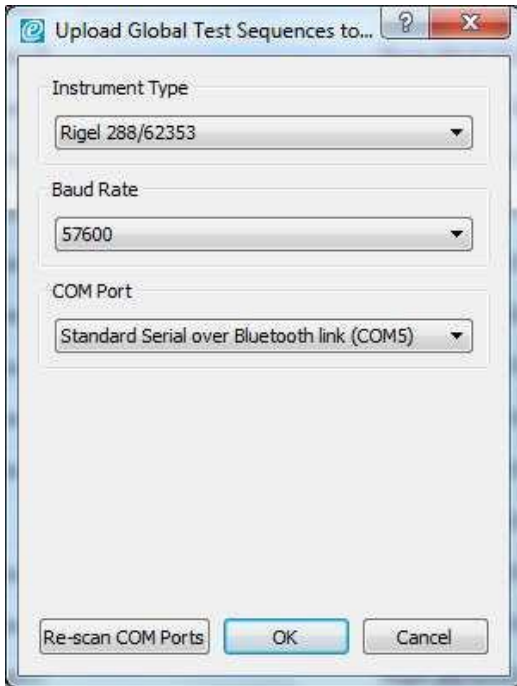 Upload Global Test Sequences to...
Instrument Type
Rigel 288/62353
Baud Rate
57600
COM Port
Standard Serial over Bluetooth link (COM5)
Re-scan COM Ports OK Cancel